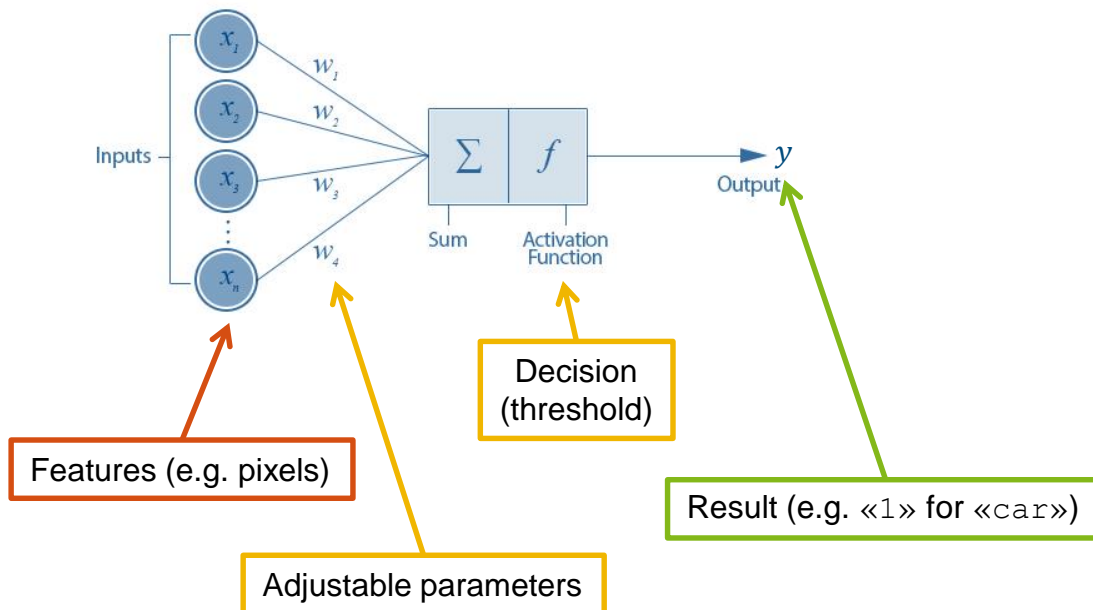 x1
w1
x2
w2
Inputs
Σ
f
y
x3
w3
Output
⋮
Sum
Activation
Function
w4
xn
Decision
(threshold)
Features (e.g. pixels)
Result (e.g. «1» for «car»)
Adjustable parameters